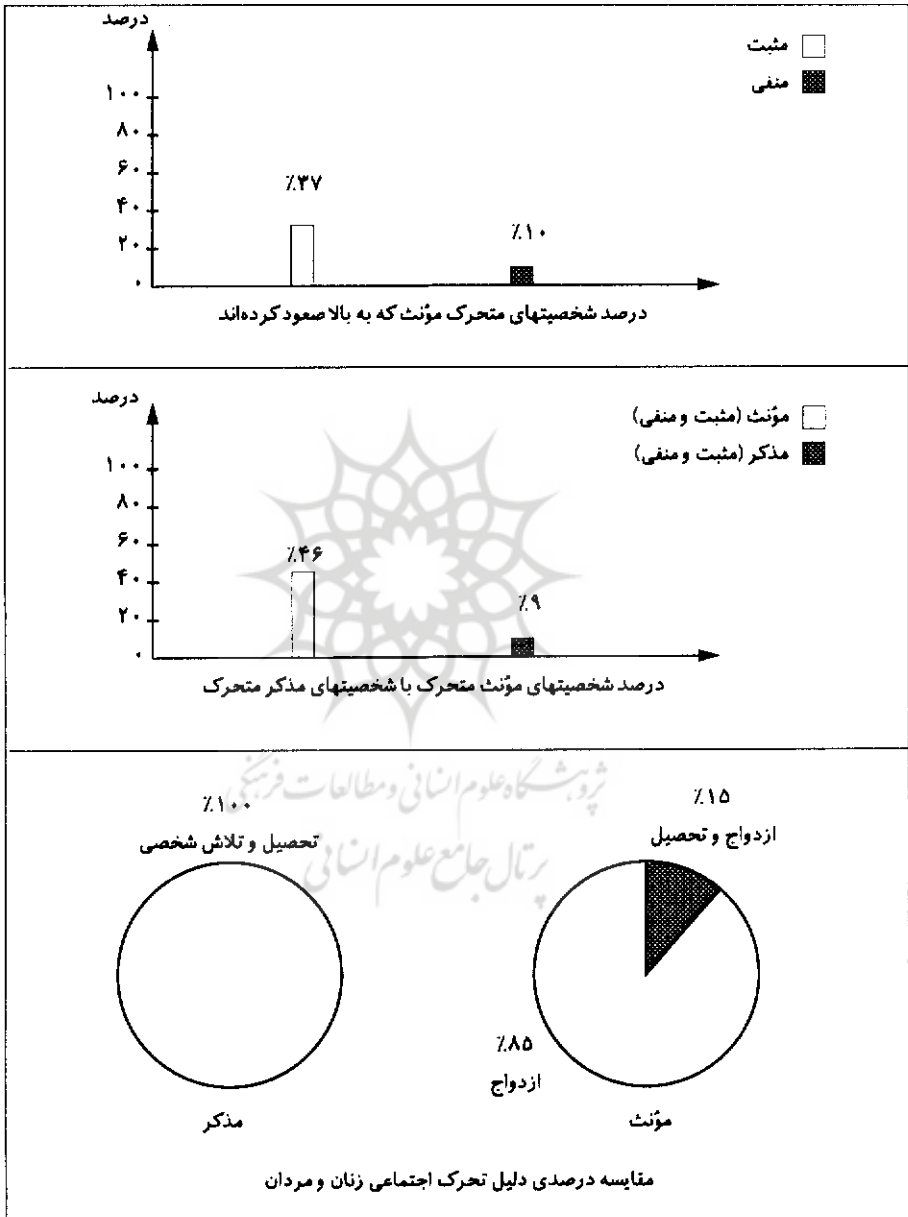 درصد
مثبت
منفی
۱۰۰
۸۰
۶۰
۴۰
۲۰
۰
٪۳۷
٪۱۰
درصد شخصیتهای متحرک مؤنث که به بالا صعود کرده‌اند
درصد
مؤنث (مثبت و منفی)
مذکر (مثبت و منفی)
۱۰۰
۸۰
۶۰
۴۰
۲۰
۰
٪۴۶
٪۹
درصد شخصیتهای مؤنث متحرک با شخصیتهای مذکر متحرک
پژوهشگاه علوم انسانی و مطالعات فرهنگی
پرتال جامع علوم انسانی
٪۱۵
ازدواج و تحصیل
٪۸۵
ازدواج
مؤنث
٪۱۰۰
تحصیل و تلاش شخصی
مذکر
مقایسه درصدی دلیل تحرک اجتماعی زنان و مردان